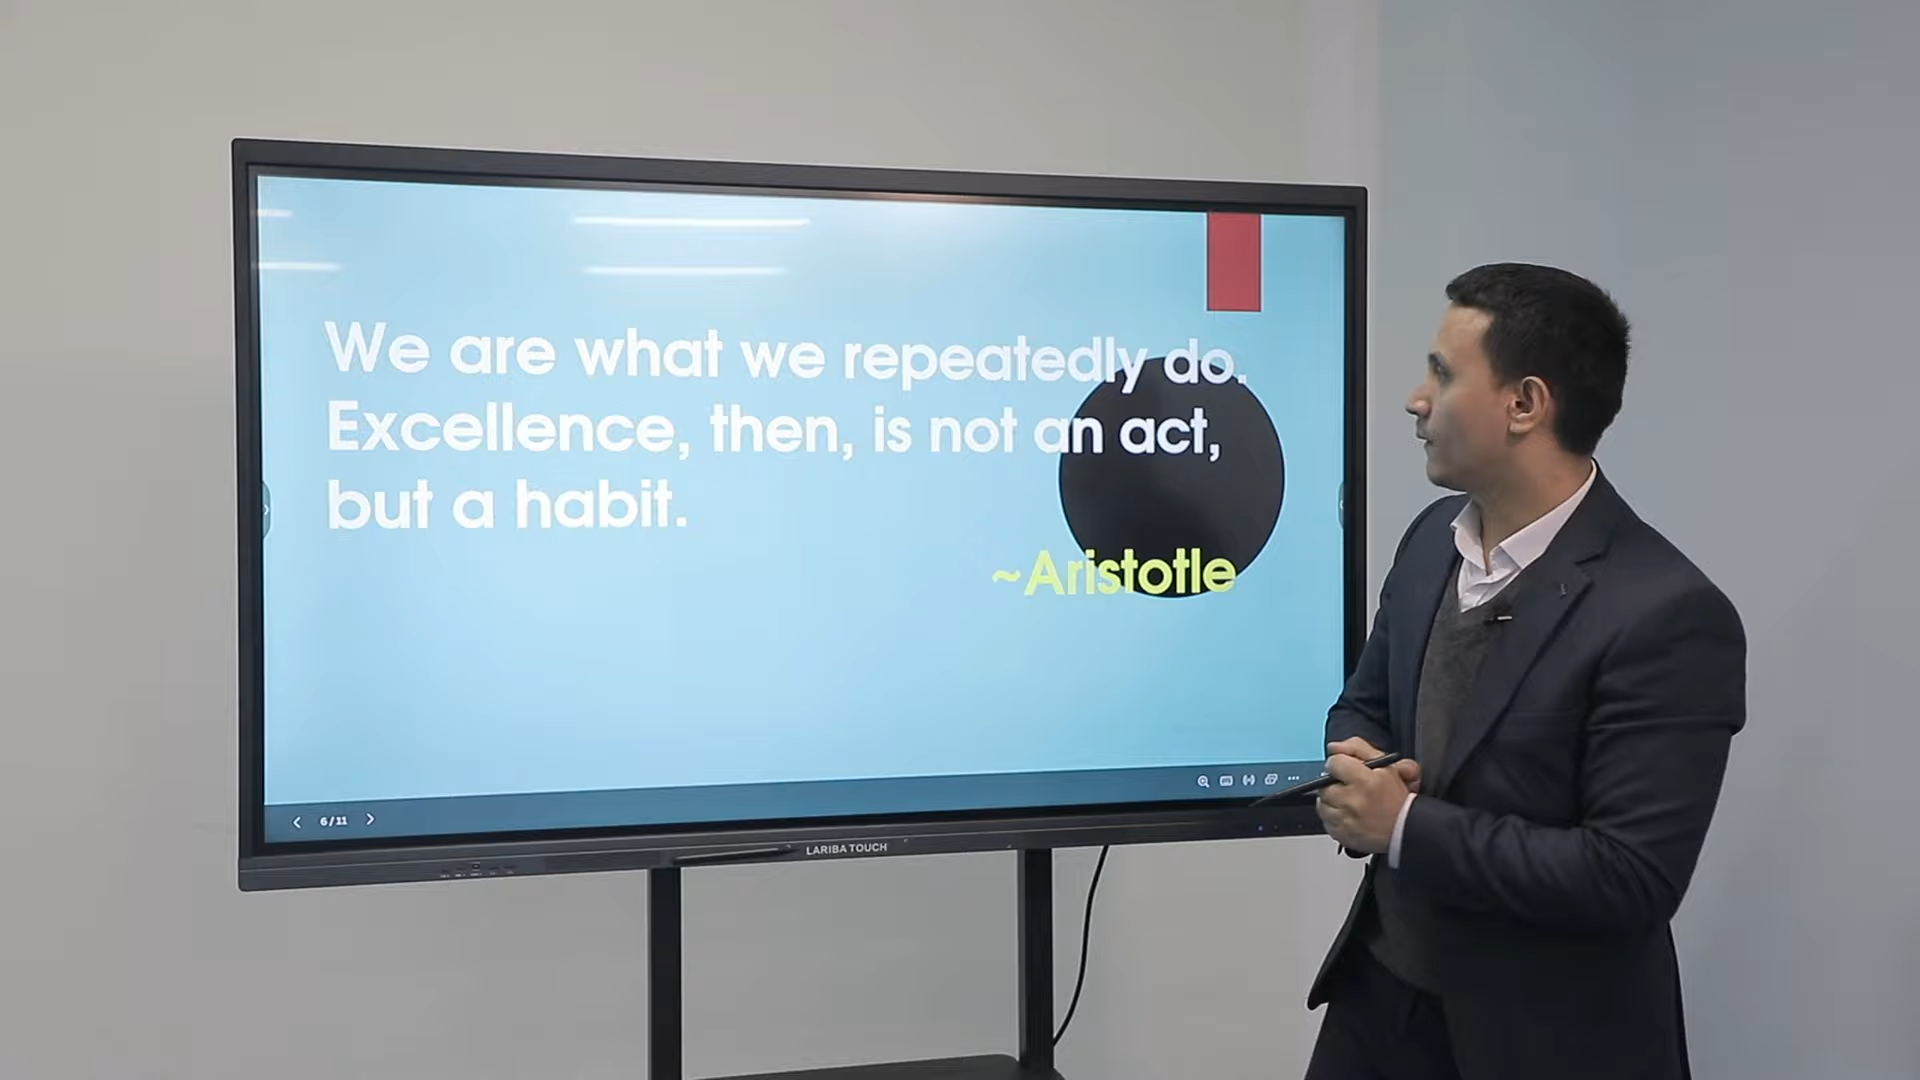 We are what we repeatedly do.
Excellence, then, is not an act,
but a habit.
~Aristotle
6/11
LARIBA TOUCH